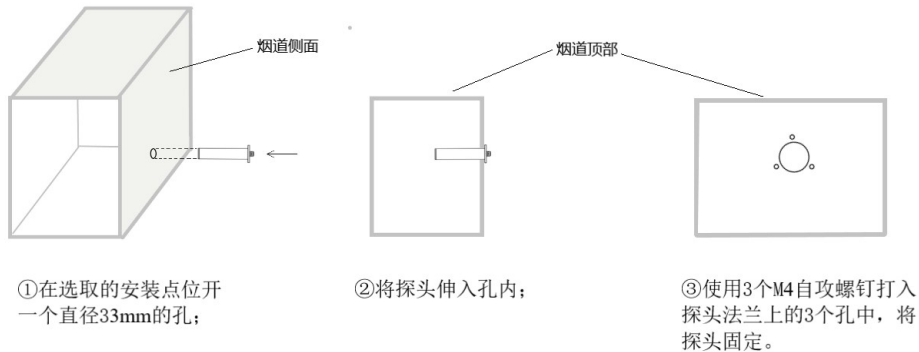 烟道侧面
烟道顶部
①在选取的安装点位开
一个直径33mm的孔；
②将探头伸入孔内；
③使用3个M4自攻螺钉打入
探头法兰上的3个孔中，将
探头固定。